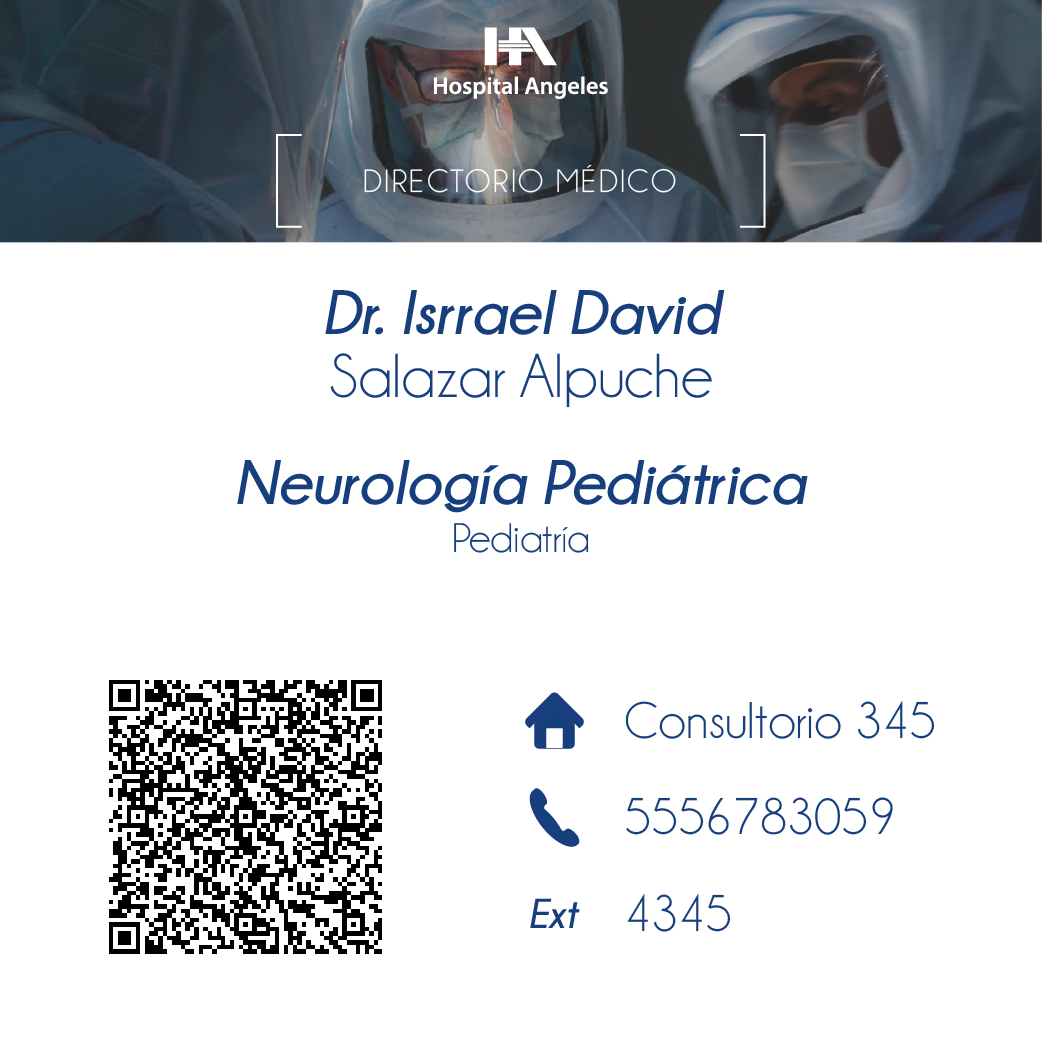 HA
Hospital Angeles
DIRECTORIO MÉDICO
Dr. Isrrael David
Salazar Alpuche
Neurología Pediátrica
Pediatría
Consultorio 345
5556783059
Ext 4345